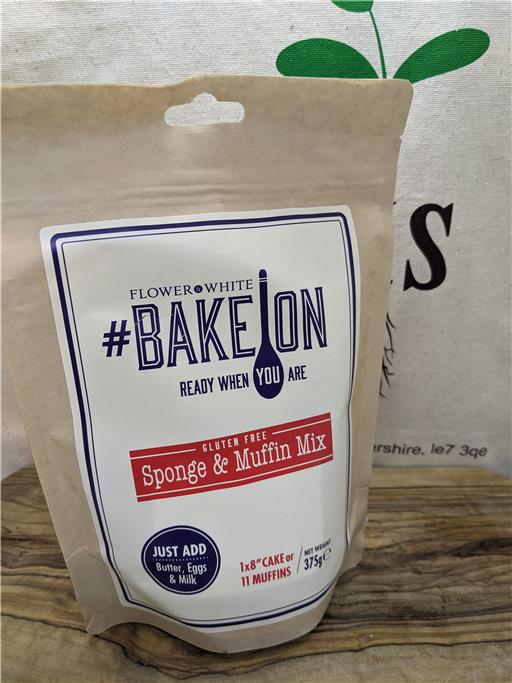 FLOWER & WHITE
#BAKE ON
READY WHEN YOU ARE
GLUTEN FREE
Sponge & Muffin Mix
JUST ADD
Butter, Eggs
& Milk
1x8" CAKE or
11 MUFFINS
NET WEIGHT
375g℮
S
ershire, le7 3qe